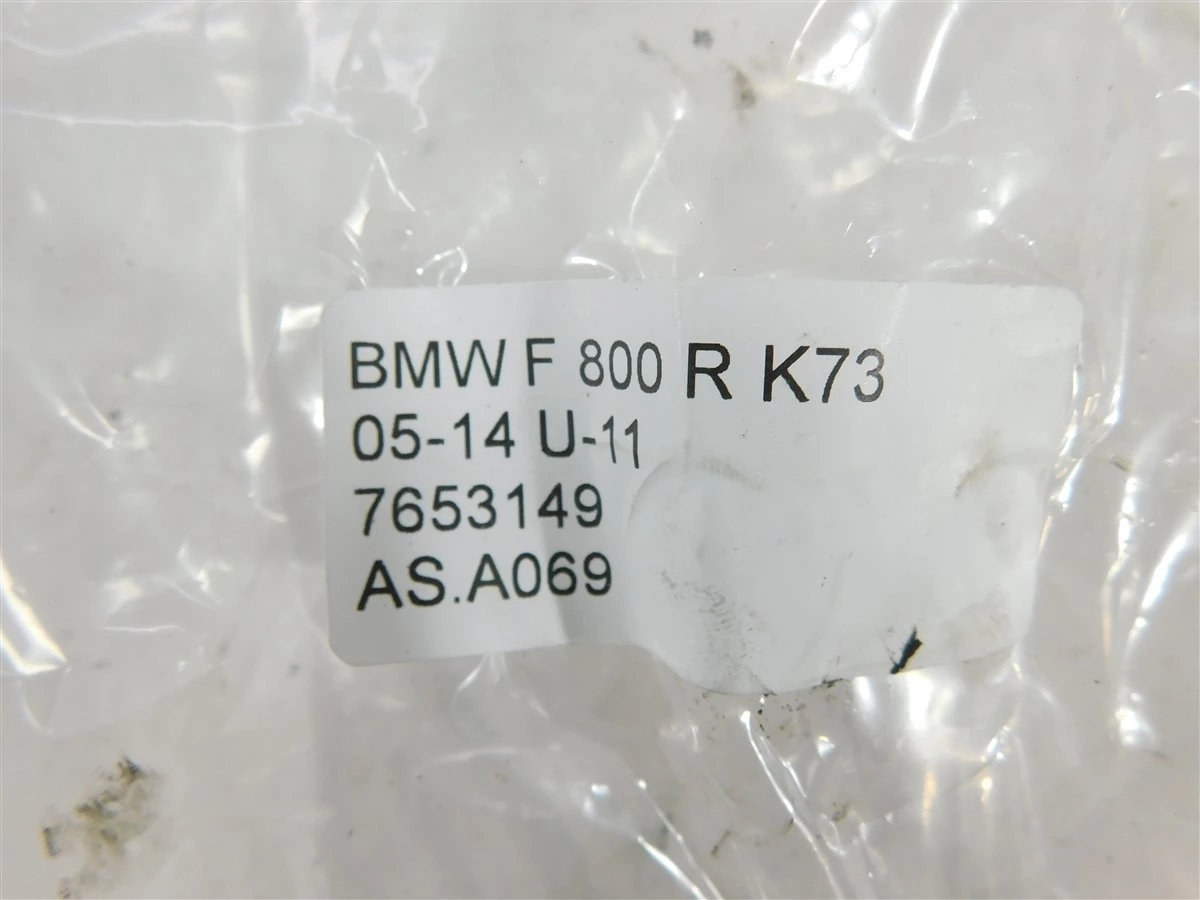 BMW F 800 R K73
05-14 U-11
7653149
AS.A069